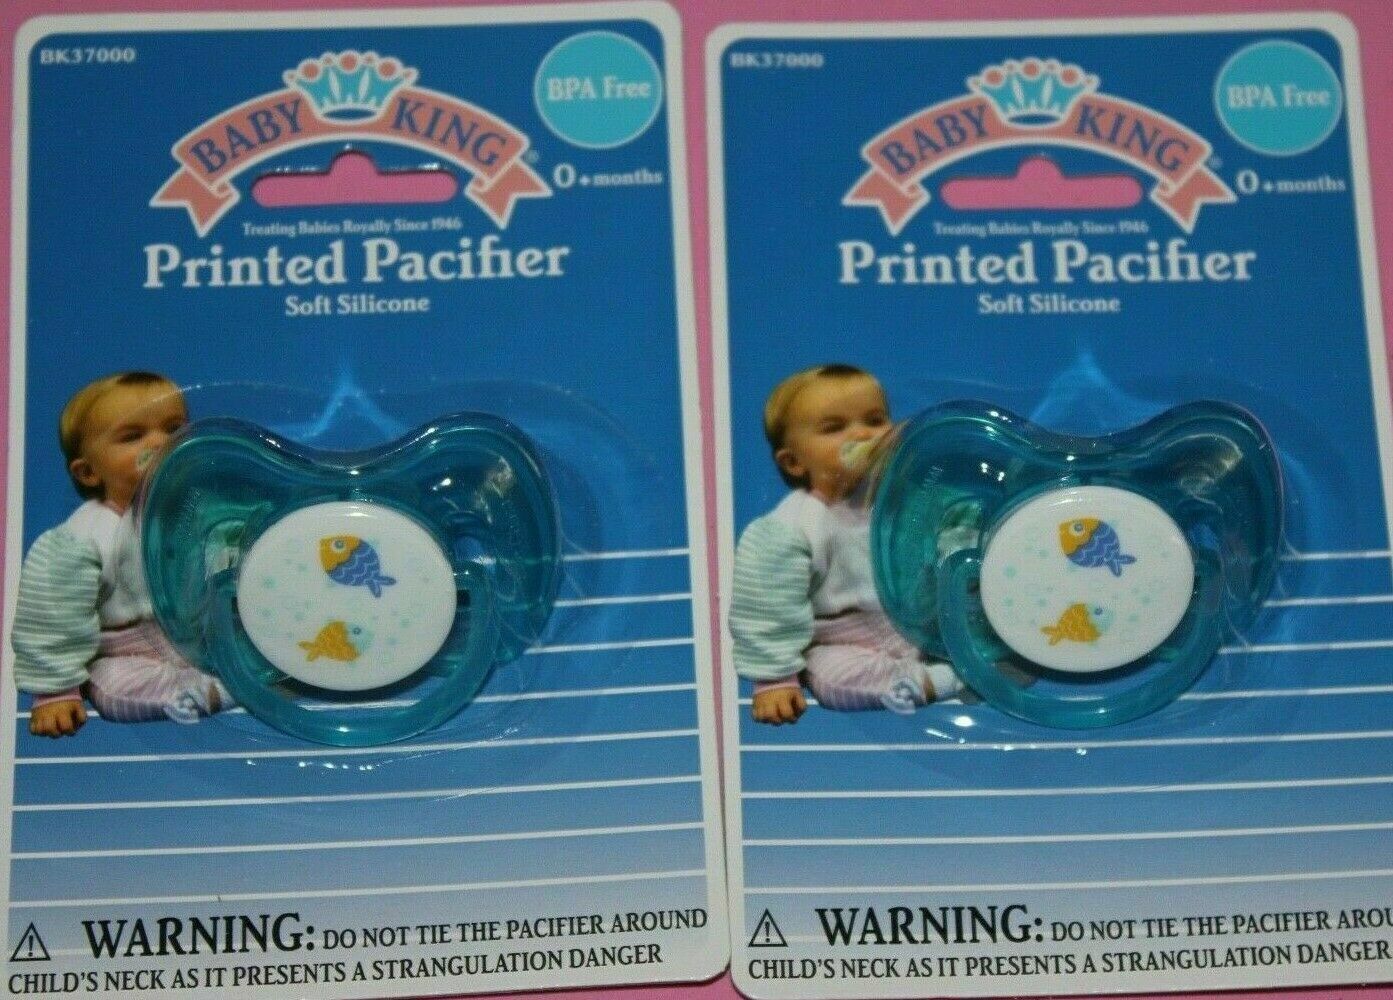 BK37000
BPA Free
BABY KING®
0+months
Treating Babies Royally Since 1946
Printed Pacifier
Soft Silicone
WARNING: DO NOT TIE THE PACIFIER AROUND
CHILD'S NECK AS IT PRESENTS A STRANGULATION DANGER
BK37000
BPA Free
BABY KING
0+months
Treating Babies Royally Since 1946
Printed Pacifier
Soft Silicone
WARNING: DO NOT TIE THE PACIFIER
CHILD'S NECK AS IT PRESENTS A STRANGULATION DANGER